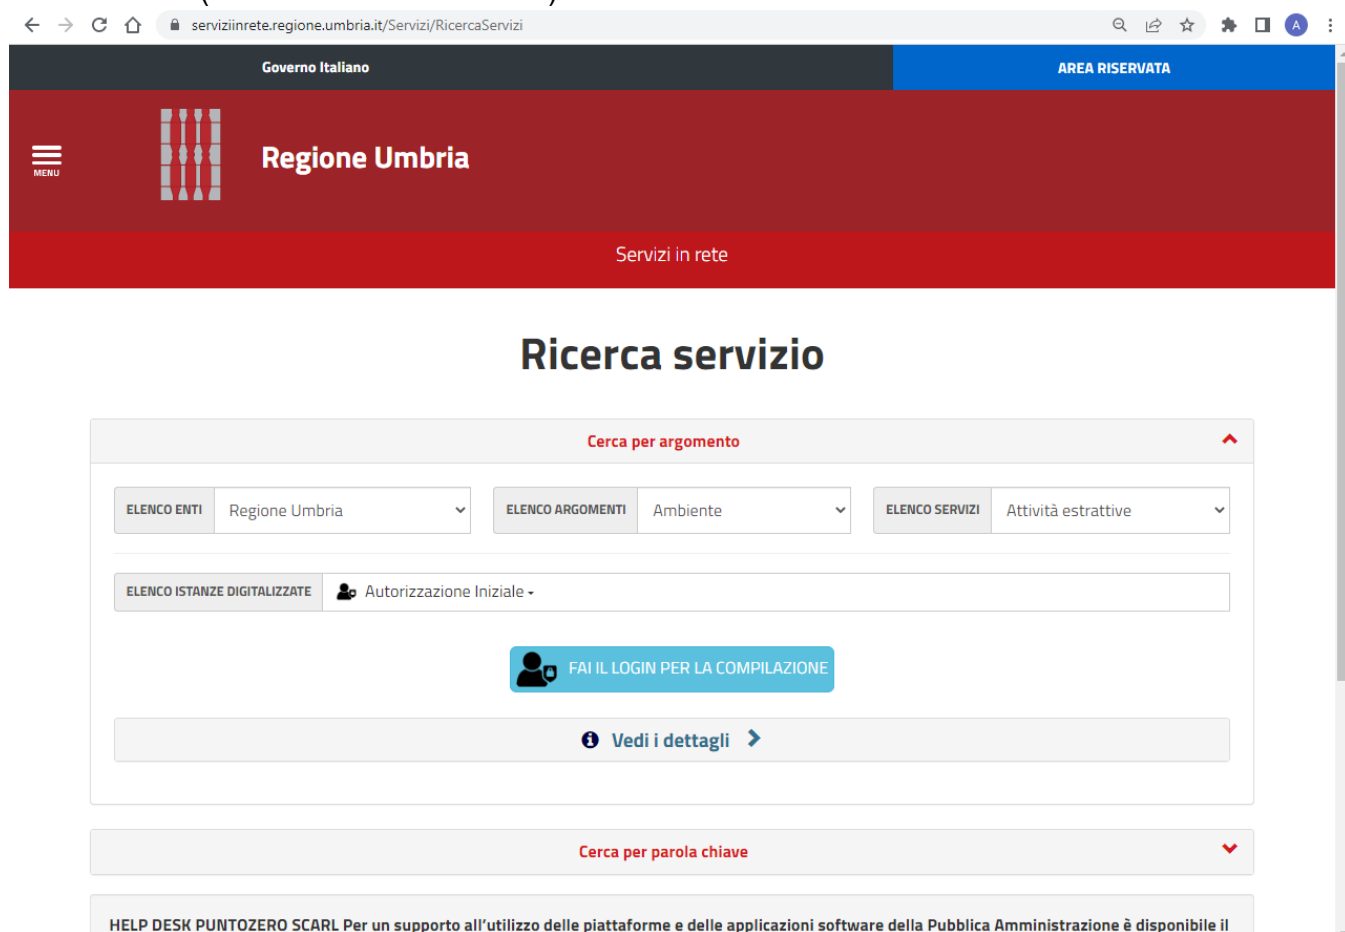 serviziinrete.regione.umbria.it/Servizi/RicercaServizi
A
Governo Italiano
AREA RISERVATA
MENU
Regione Umbria
Servizi in rete
Ricerca servizio
Cerca per argomento
ELENCO ENTI Regione Umbria ELENCO ARGOMENTI Ambiente ELENCO SERVIZI Attività estrattive
ELENCO ISTANZE DIGITALIZZATE Autorizzazione Iniziale
FAI IL LOGIN PER LA COMPILAZIONE
Vedi i dettagli
Cerca per parola chiave
HELP DESK PUNTOZERO SCARL Per un supporto all'utilizzo delle piattaforme e delle applicazioni software della Pubblica Amministrazione è disponibile il